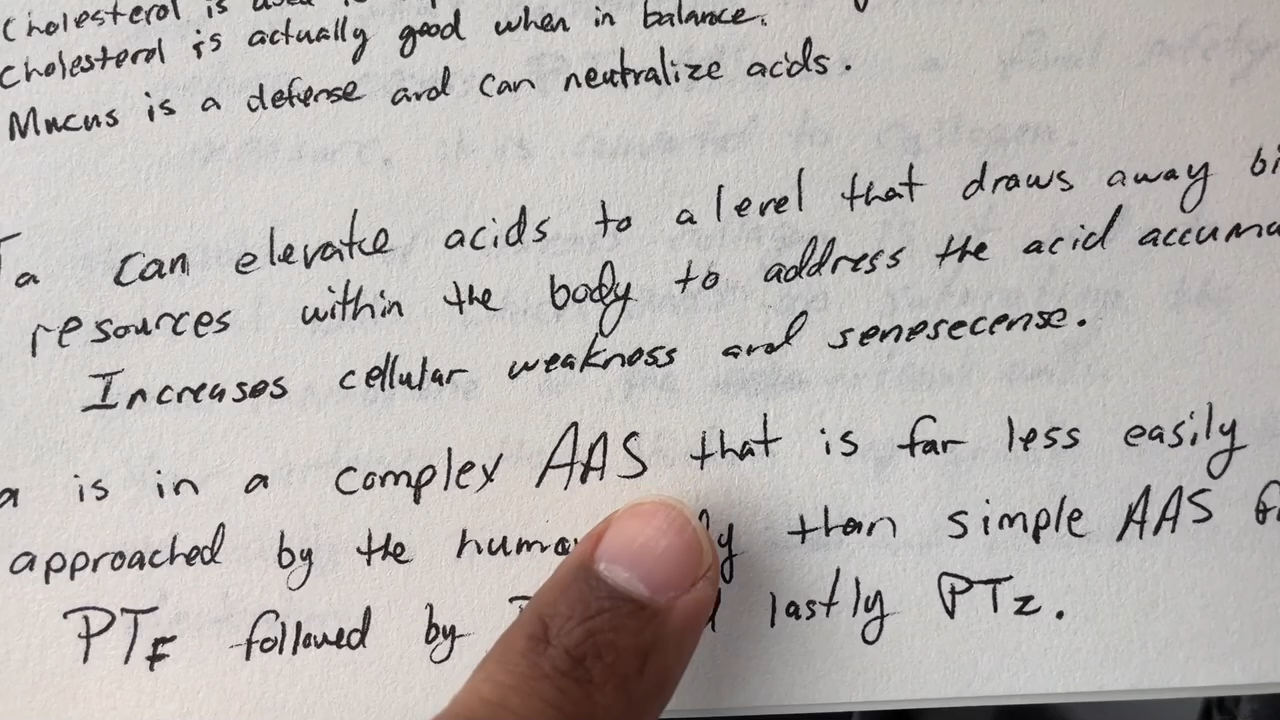 Cholesterol is
Cholesterol is actually good when in balance.
Mucus is a defense and can neutralize acids.
can elevate acids to a level that draws away
resources within the body to address the acid
Increases cellular weakness and senesecense.
is in a complex AAS that is far less easily
approached by the than simple AAS
PTF followed by lastly PTz.